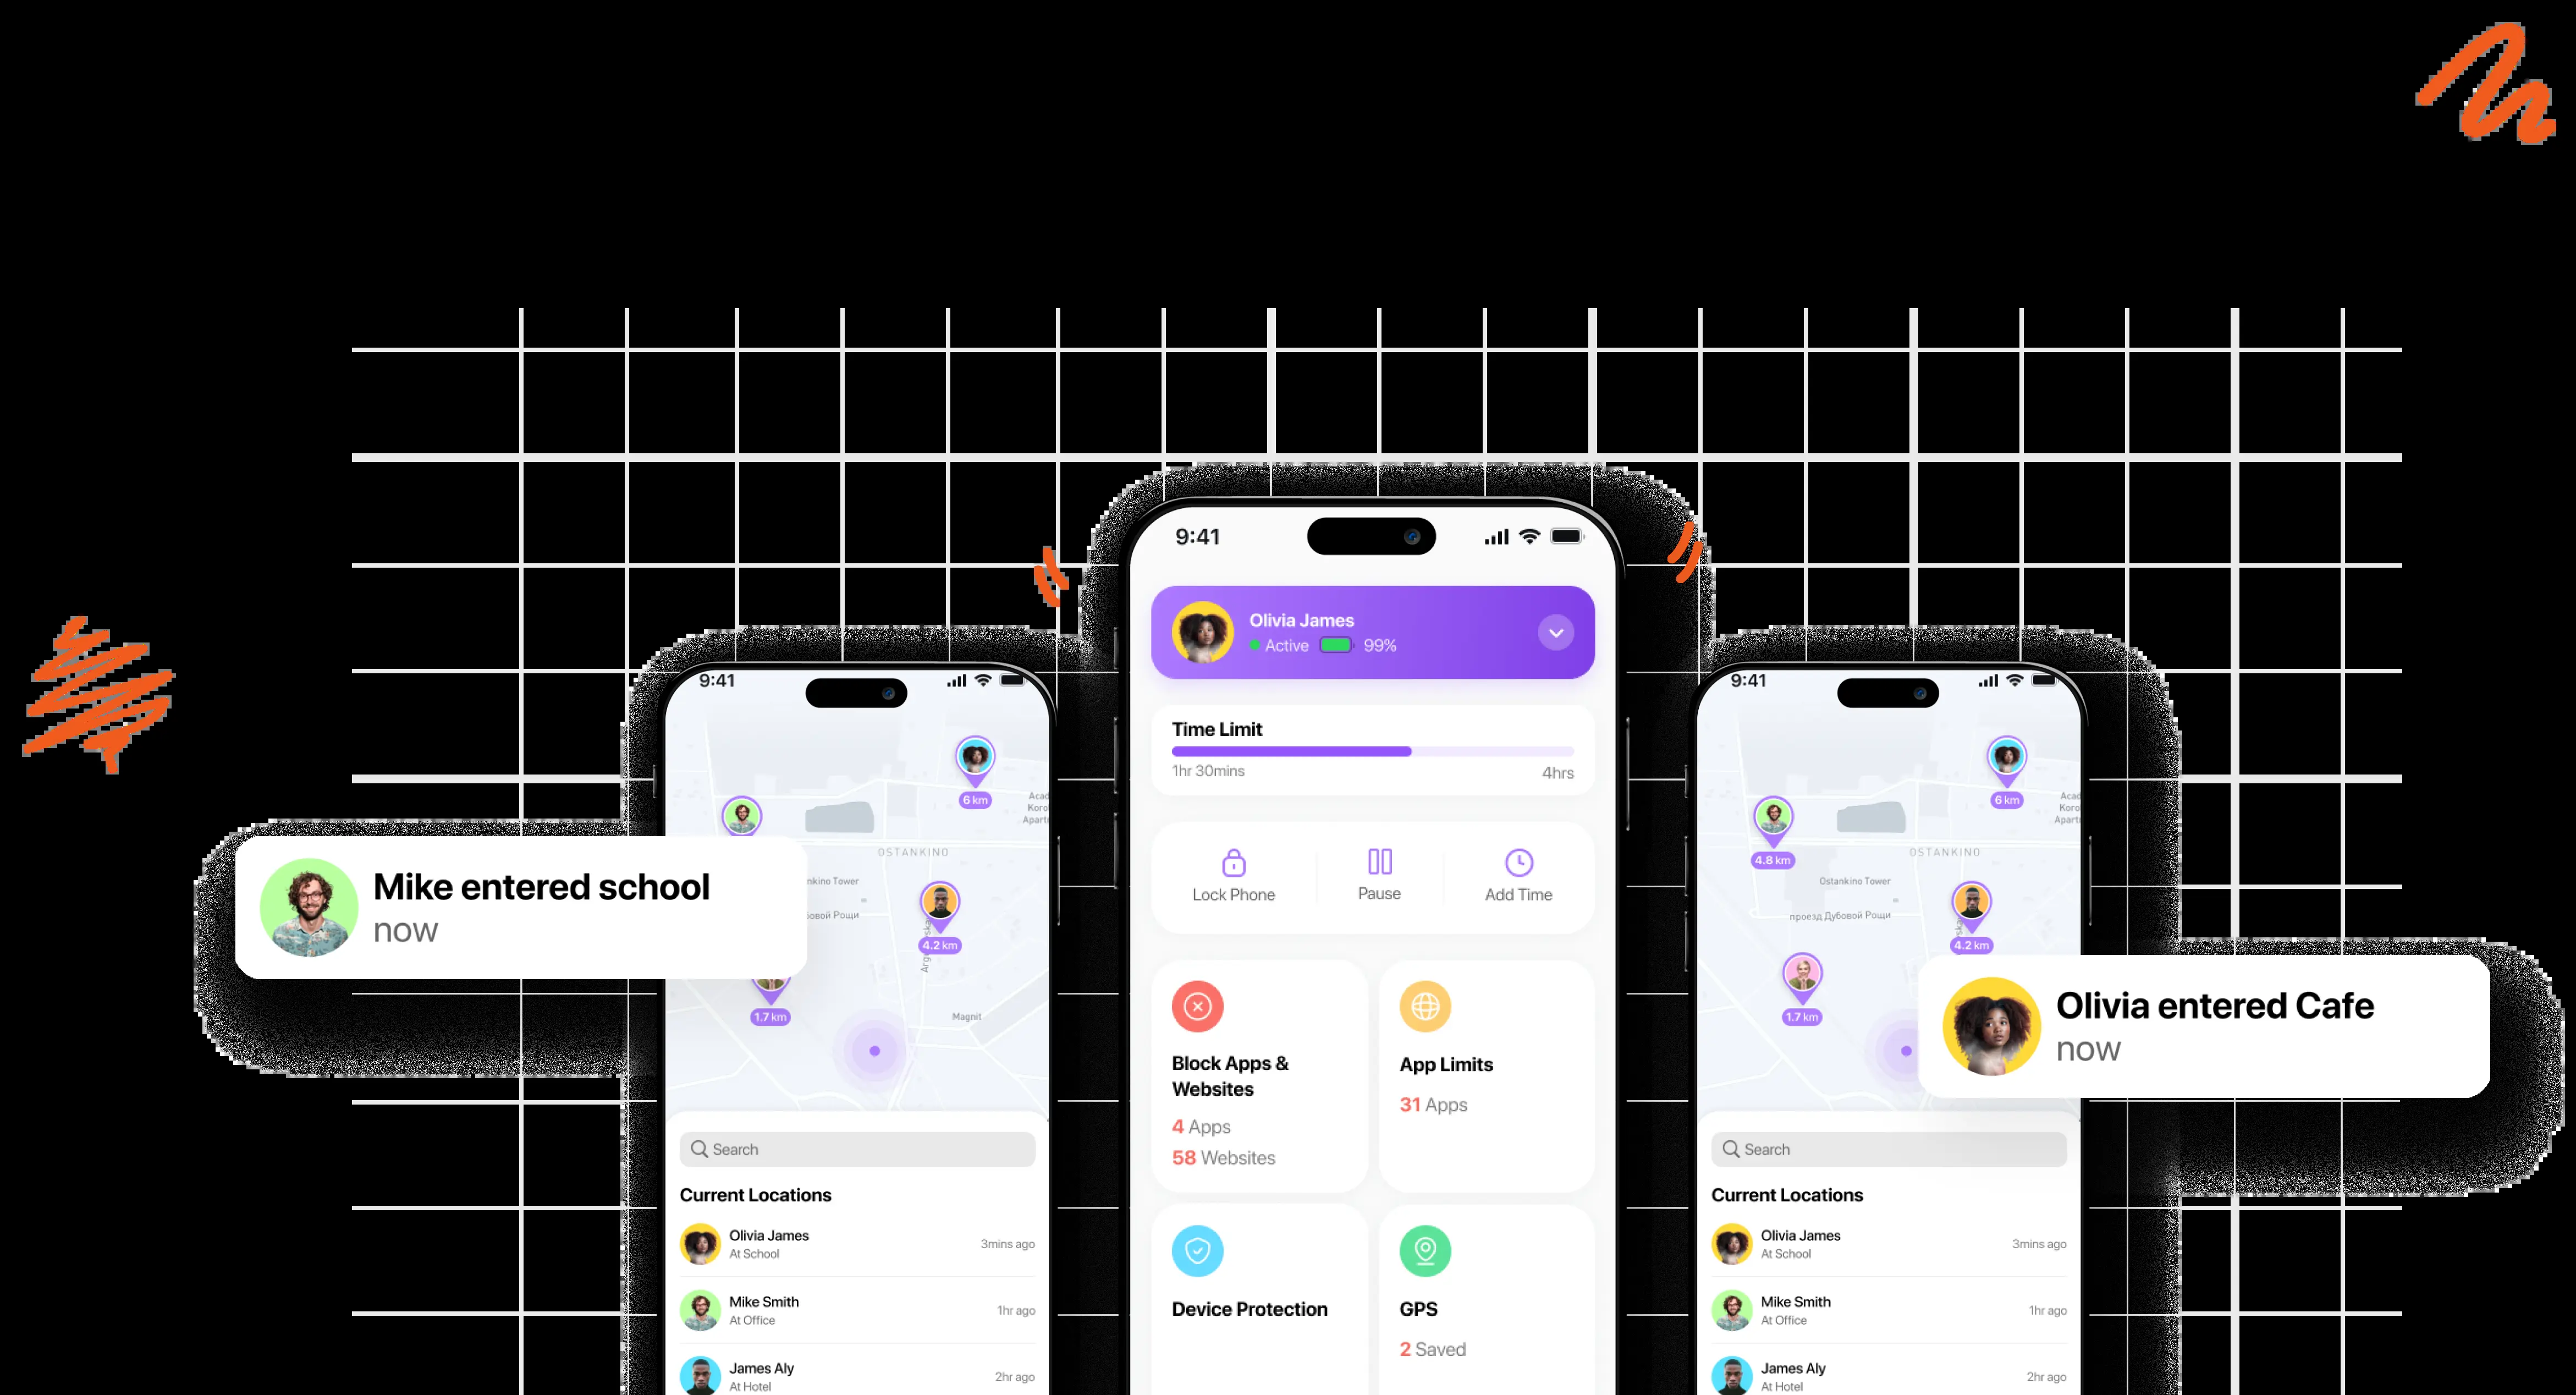 9:41
Olivia James
Active 99%
Time Limit
1hr 30mins
4hrs
Lock Phone
Pause
Add Time
Block Apps &
Websites
4 Apps
58 Websites
App Limits
31 Apps
Device Protection
GPS
2 Saved
9:41
6 km
OSTANKINO
4.2 km
1.7 km
Magnit
Mike entered school
now
Search
Current Locations
Olivia James
At School
3mins ago
Mike Smith
At Office
1hr ago
James Aly
At Hotel
2hr ago
9:41
6 km
4.8 km
OSTANKINO
Ostankino Tower
проезд Дубовой Рощи
4.2 km
1.7 km
Olivia entered Cafe
now
Search
Current Locations
Olivia James
At School
3mins ago
Mike Smith
At Office
1hr ago
James Aly
At Hotel
2hr ago